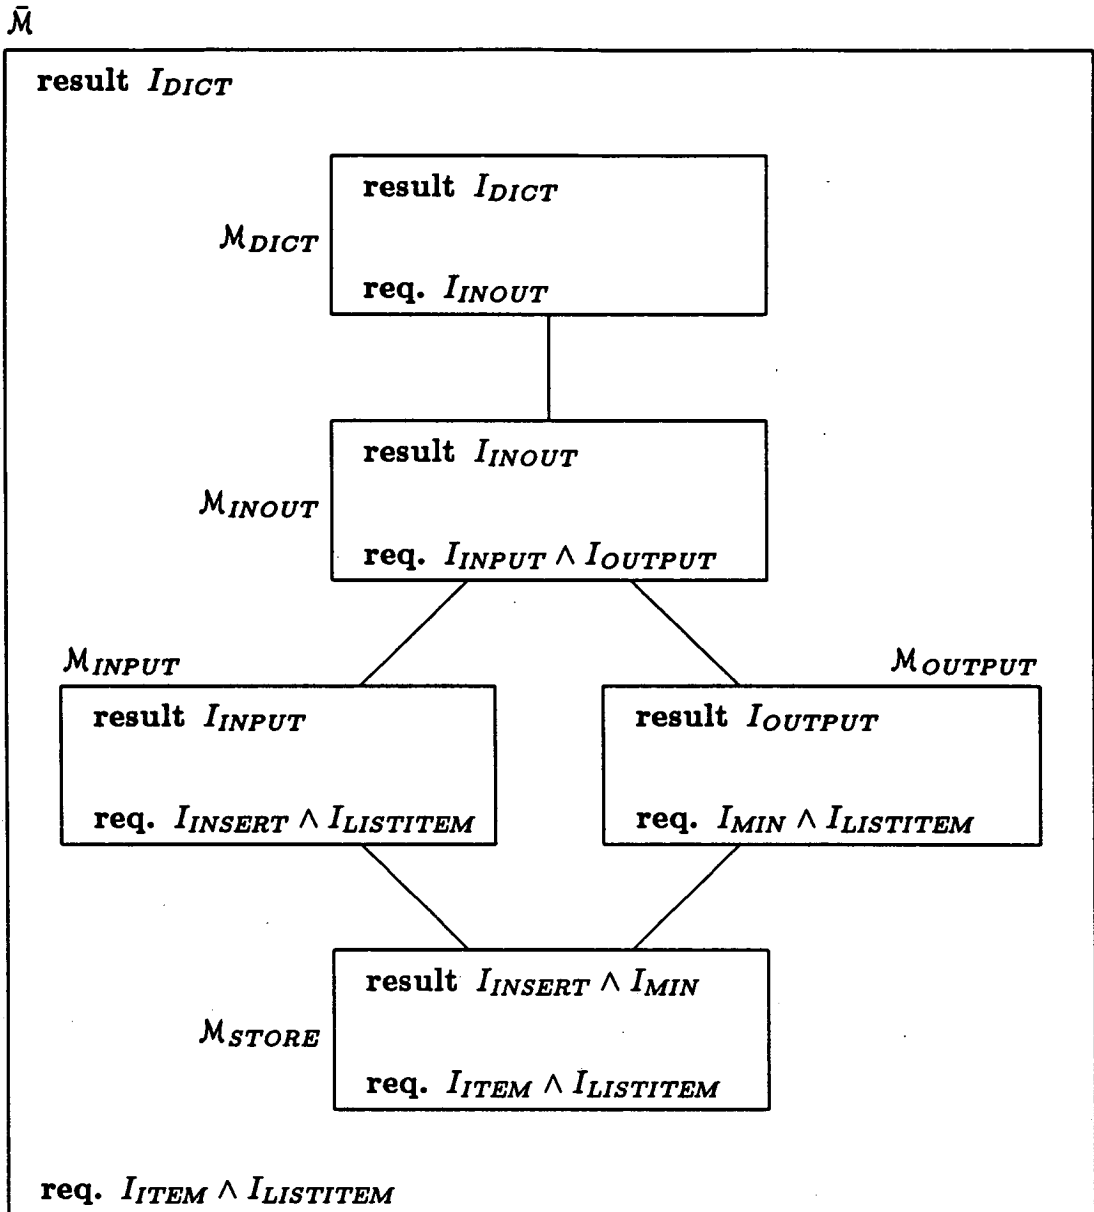 M̄
result I_DICT
result I_DICT
M_DICT
req. I_INOUT
result I_INOUT
M_INOUT
req. I_INPUT ∧ I_OUTPUT
M_INPUT
M_OUTPUT
result I_INPUT
result I_OUTPUT
req. I_INSERT ∧ I_LISTITEM
req. I_MIN ∧ I_LISTITEM
result I_INSERT ∧ I_MIN
M_STORE
req. I_ITEM ∧ I_LISTITEM
req. I_ITEM ∧ I_LISTITEM